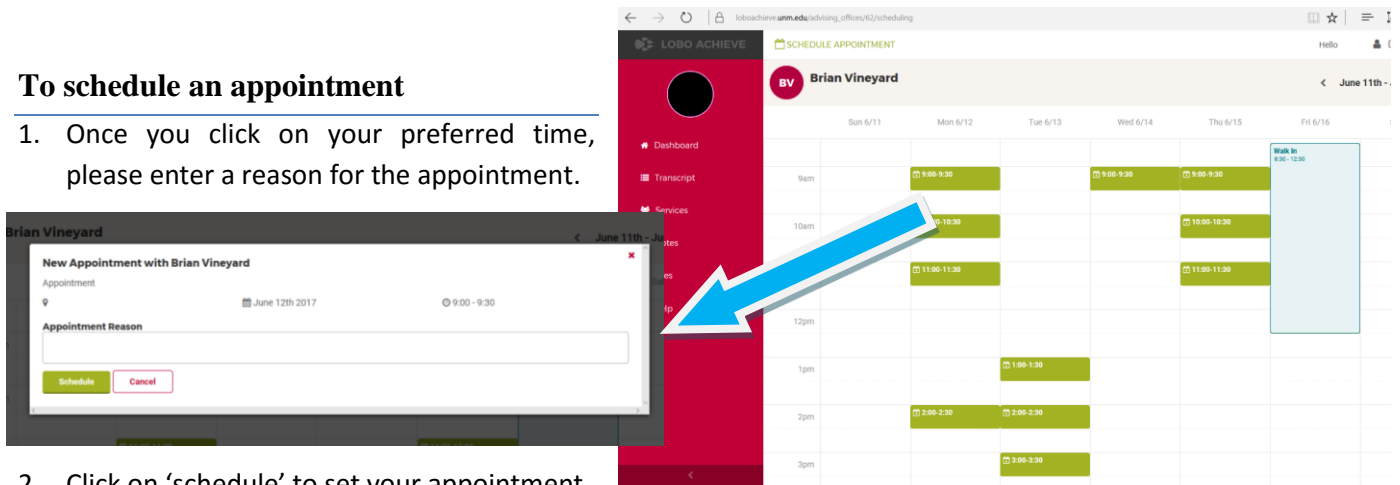 To schedule an appointment
1. Once you click on your preferred time,
please enter a reason for the appointment.
Brian Vineyard
< June 11th - Ju
New Appointment with Brian Vineyard
×
Appointment
June 12th 2017
9:00 - 9:30
Appointment Reason
Schedule
Cancel
2. Click on ‘schedule’ to set your appointment
loboachieve.unm.edu/advising_offices/62/scheduling
LOBO ACHIEVE
SCHEDULE APPOINTMENT
Hello
BV
Brian Vineyard
< June 11th -
Sun 6/11 Mon 6/12 Tue 6/13 Wed 6/14 Thu 6/15 Fri 6/16
Dashboard
Transcript
Services
otes
es
lp
Walk In
8:30 - 12:30
9am
9:00-9:30
9:00-9:30
9:00-9:30
10am
0-10:30
10:00-10:30
11:00-11:30
11:00-11:30
12pm
1pm
1:00-1:30
2pm
2:00-2:30
2:00-2:30
3pm
3:00-3:30
<